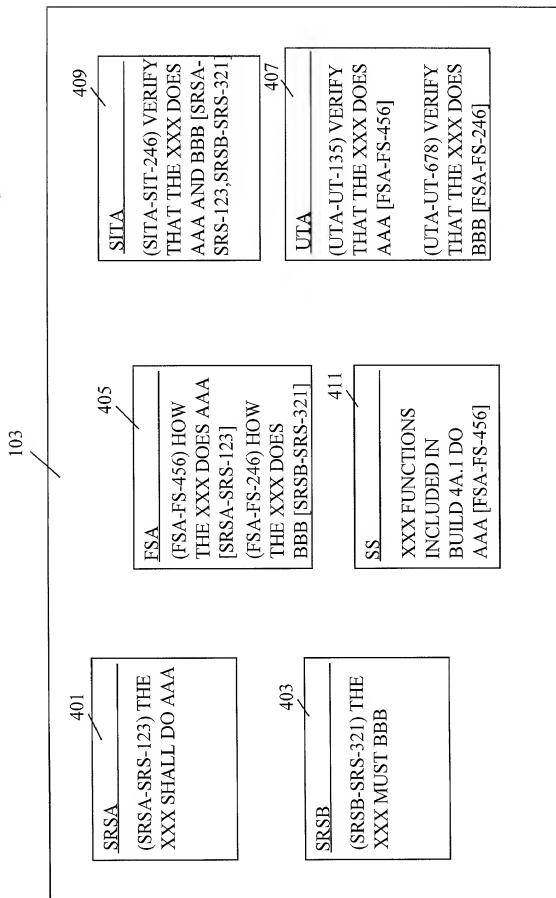 103
401
SRSA
(SRSA-SRS-123) THE
XXX SHALL DO AAA
403
SRSB
(SRSB-SRS-321) THE
XXX MUST BBB
405
FSA
(FSA-FS-456) HOW
THE XXX DOES AAA
[SRSA-SRS-123]
(FSA-FS-246) HOW
THE XXX DOES
BBB [SRSB-SRS-321]
411
SS
XXX FUNCTIONS
INCLUDED IN
BUILD 4A.1 DO
AAA [FSA-FS-456]
409
SITA
(SITA-SIT-246) VERIFY
THAT THE XXX DOES
AAA AND BBB [SRSA-
SRS-123,SRSB-SRS-321]
407
UTA
(UTA-UT-135) VERIFY
THAT THE XXX DOES
AAA [FSA-FS-456]
(UTA-UT-678) VERIFY
THAT THE XXX DOES
BBB [FSA-FS-246]